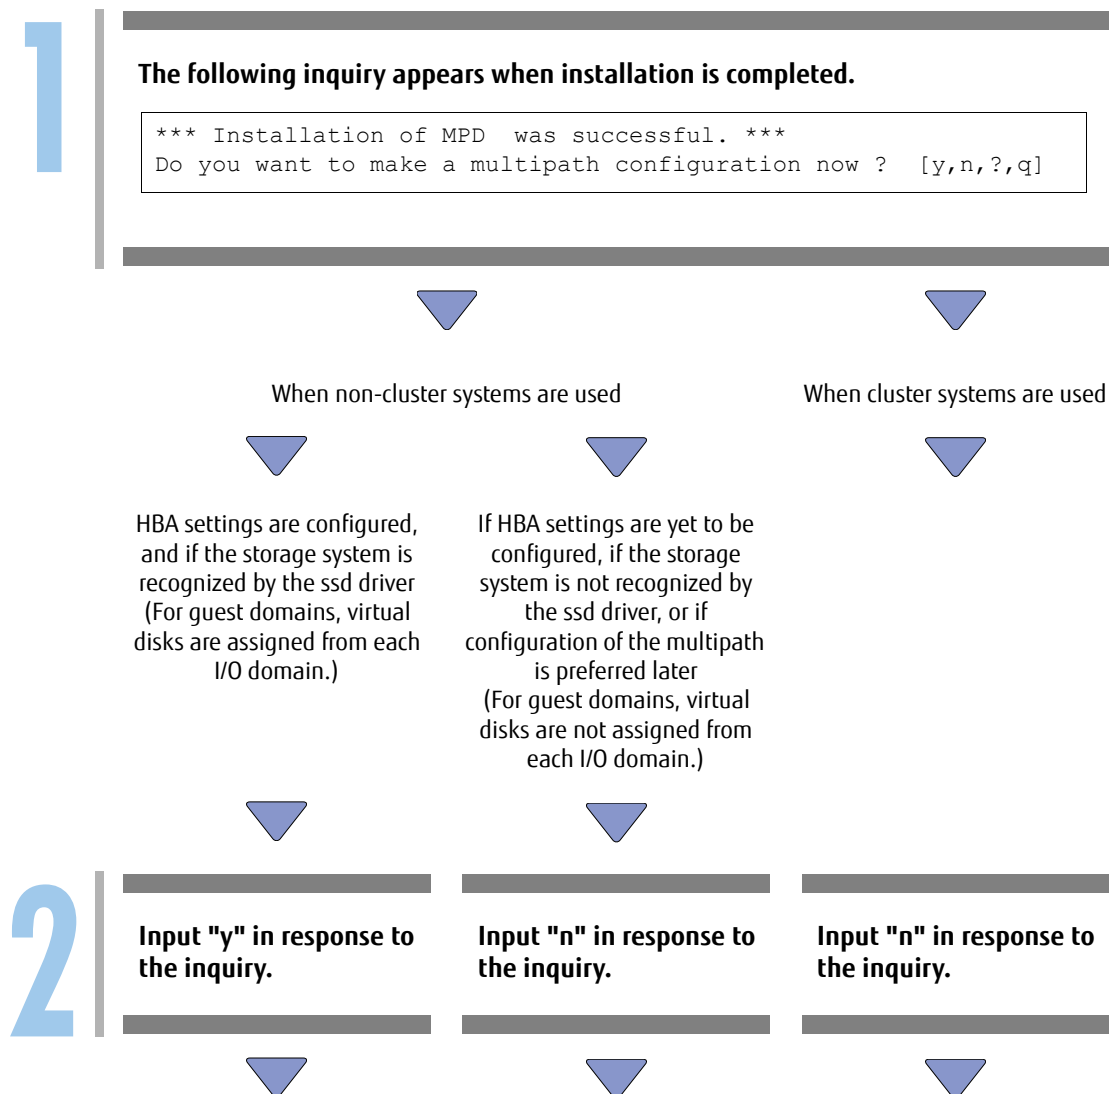 1
The following inquiry appears when installation is completed.
*** Installation of MPD  was successful. ***
Do you want to make a multipath configuration now ?  [y,n,?,q]
When non-cluster systems are used
When cluster systems are used
HBA settings are configured,
and if the storage system is
recognized by the ssd driver
(For guest domains, virtual
disks are assigned from each
I/O domain.)
If HBA settings are yet to be
configured, if the storage
system is not recognized by
the ssd driver, or if
configuration of the multipath
is preferred later
(For guest domains, virtual
disks are not assigned from
each I/O domain.)
2
Input "y" in response to
the inquiry.
Input "n" in response to
the inquiry.
Input "n" in response to
the inquiry.